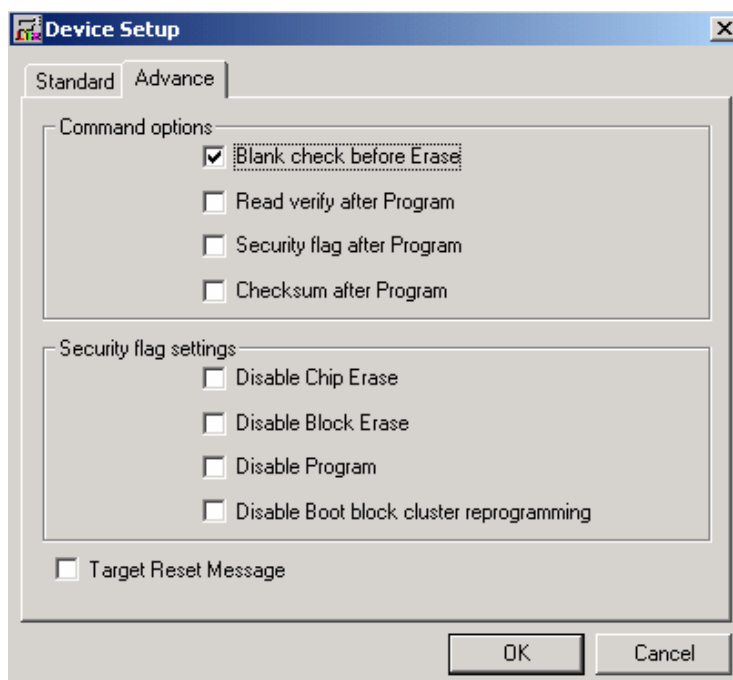 Device Setup
Standard
Advance
Command options
Blank check before Erase
Read verify after Program
Security flag after Program
Checksum after Program
Security flag settings
Disable Chip Erase
Disable Block Erase
Disable Program
Disable Boot block cluster reprogramming
Target Reset Message
OK
Cancel